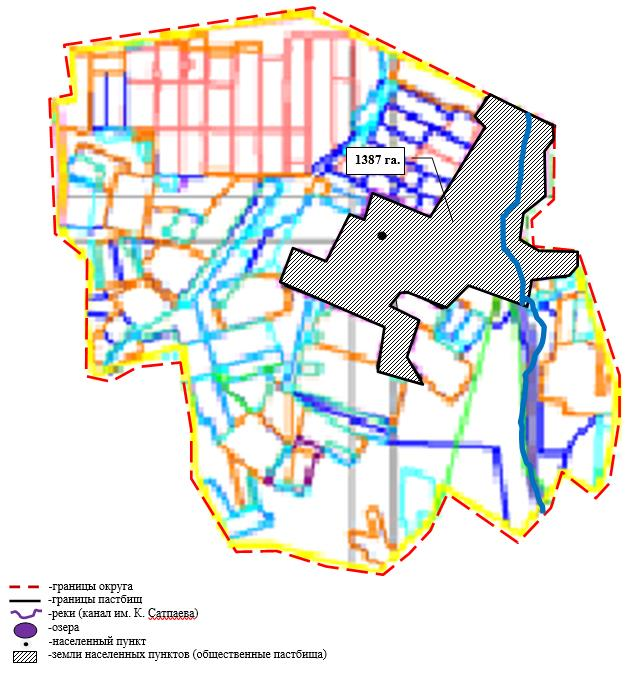 1387 га.
-границы округа
-границы пастбищ
-реки (канал им. К. Сатпаева)
-озера
-населенный пункт
-земли населенных пунктов (общественные пастбища)